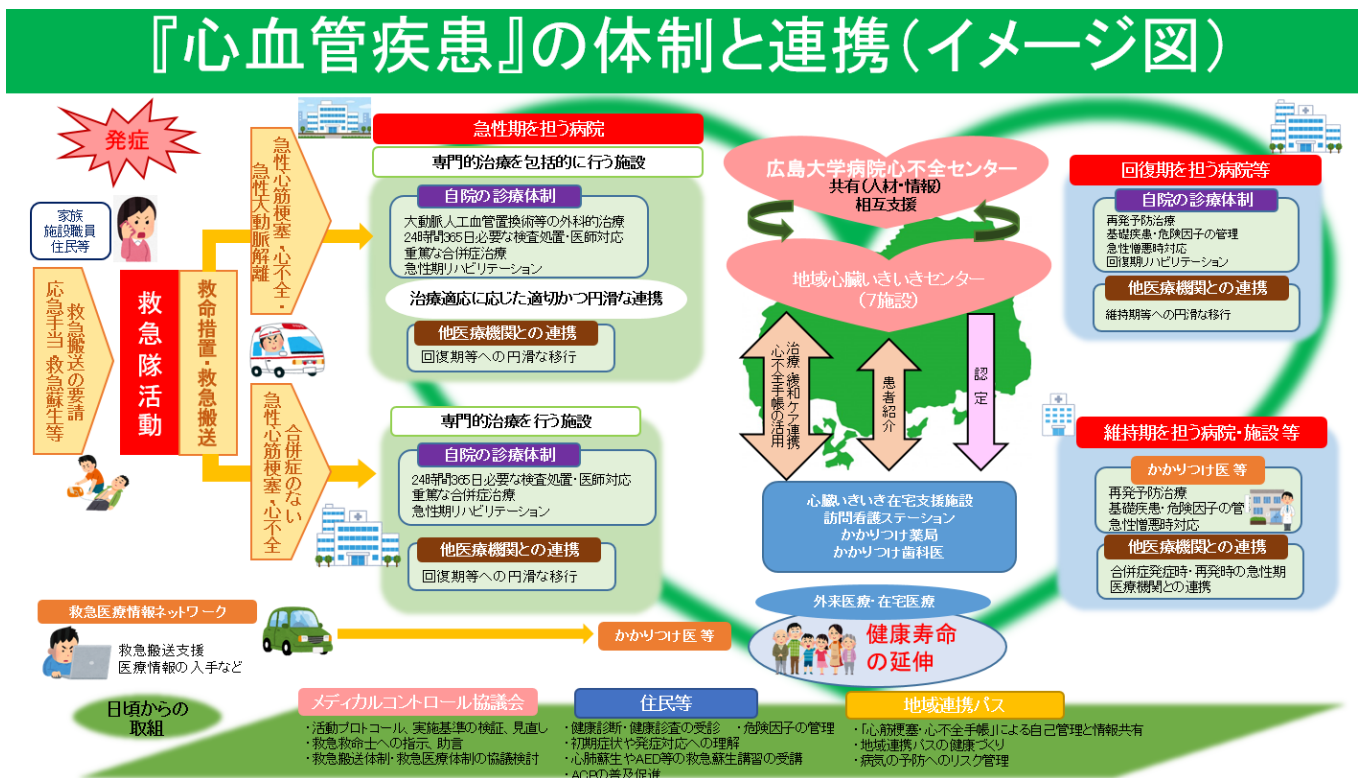 『心血管疾患』の体制と連携(イメージ図)
発症
家族
施設職員
住民等
救急搬送の要請
応急手当・救急蘇生等
救急隊活動
救命措置・救急搬送
急性心筋梗塞・心不全・
急性大動脈解離
合併症のない
急性心筋梗塞・心不全
急性期を担う病院
専門的治療を包括的に行う施設
自院の診療体制
大動脈人工血管置換術等の外科的治療
24時間365日必要な検査処置・医師対応
重篤な合併症治療
急性期リハビリテーション
治療適応に応じた適切かつ円滑な連携
他医療機関との連携
回復期等への円滑な移行
専門的治療を行う施設
自院の診療体制
24時間365日必要な検査処置・医師対応
重篤な合併症治療
急性期リハビリテーション
他医療機関との連携
回復期等への円滑な移行
広島大学病院心不全センター
共有(人材・情報)
相互支援
地域心臓いきいきセンター
(7施設)
治療・緩和ケア連携
心不全手帳の活用
患者紹介
認定
心臓いきいき在宅支援施設
訪問看護ステーション
かかりつけ薬局
かかりつけ歯科医
外来医療・在宅医療
健康寿命
の延伸
回復期を担う病院等
自院の診療体制
再発予防治療
基礎疾患・危険因子の管理
急性憎悪時対応
回復期リハビリテーション
他医療機関との連携
維持期等への円滑な移行
維持期を担う病院・施設等
かかりつけ医 等
再発予防治療
基礎疾患・危険因子の管
急性憎悪時対応
他医療機関との連携
合併症発症時・再発時の急性期
医療機関との連携
救急医療情報ネットワーク
救急搬送支援
医療情報の入手など
かかりつけ医 等
日頃からの
取組
メディカルコントロール協議会
・活動プロトコール、実施基準の検証、見直し
・救急救命士への指示、助言
・救急搬送体制・救急医療体制の協議検討
住民等
・健康診断・健康診査の受診 ・危険因子の管理
・初期症状や発症対応への理解
・心肺蘇生やAED等の救急蘇生講習の受講
・ACPの普及促進
地域連携パス
・「心筋梗塞・心不全手帳」による自己管理と情報共有
・地域連携パスの健康づくり
・病気の予防へのリスク管理